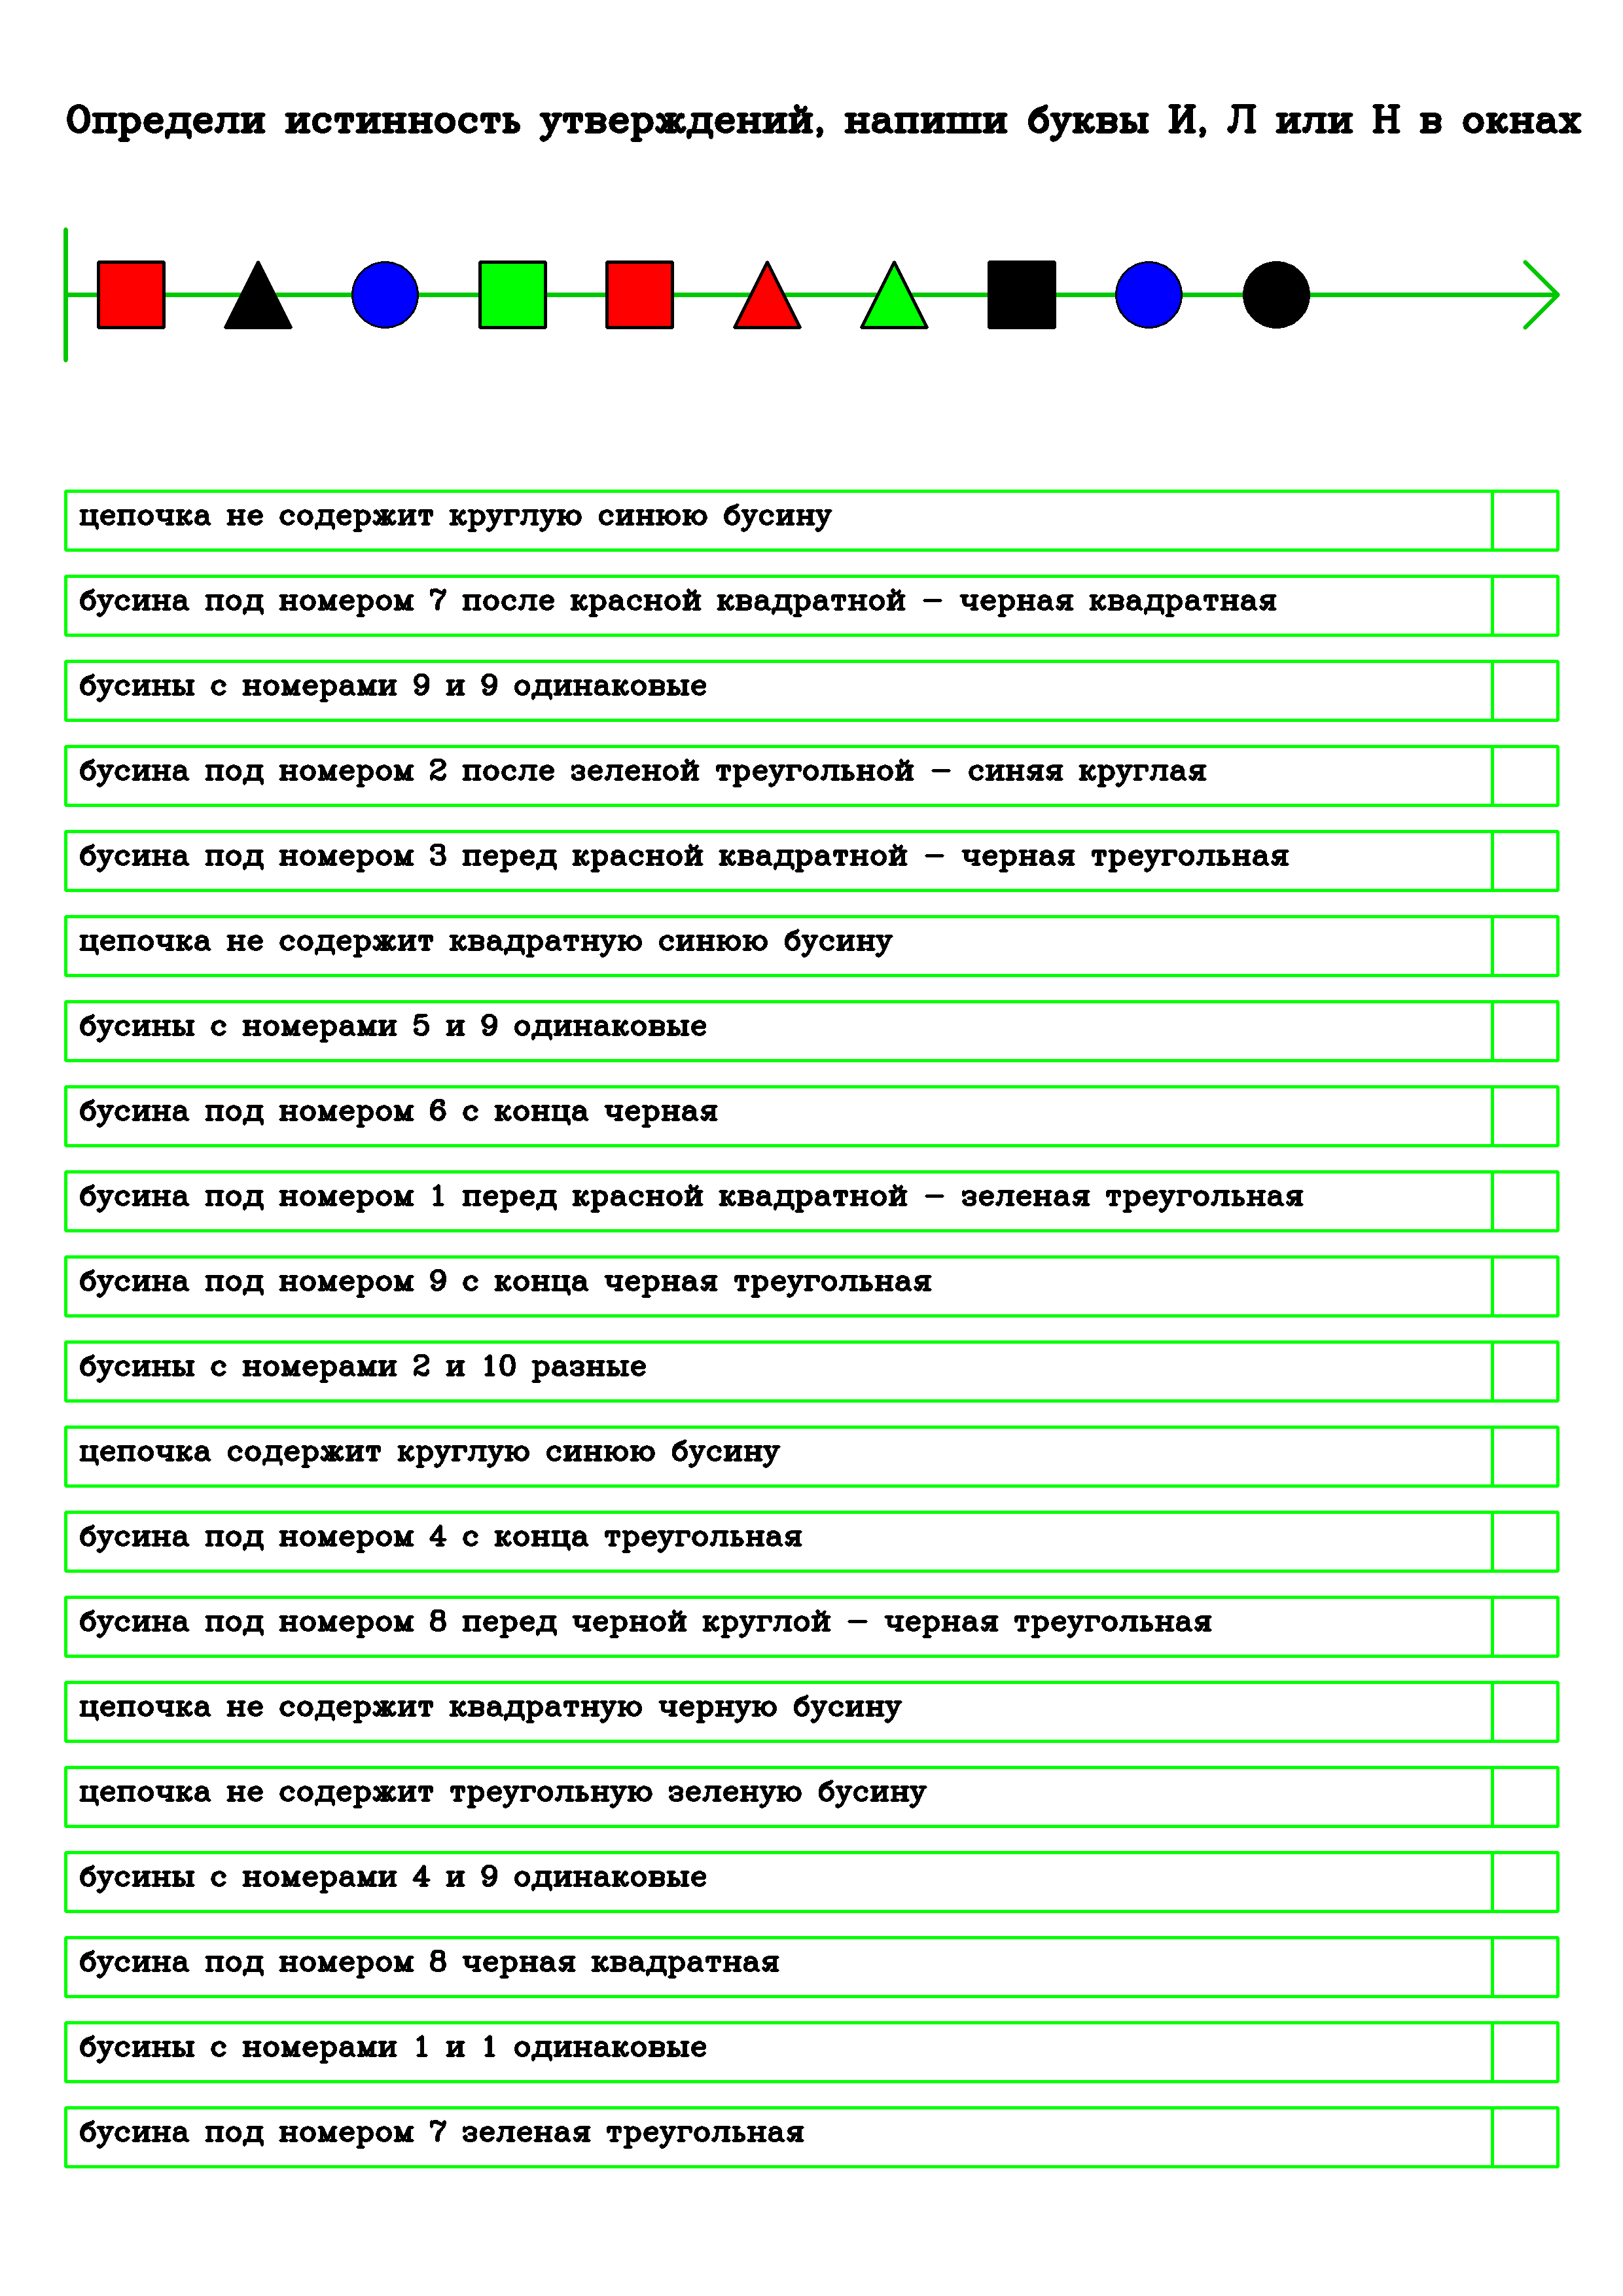 Определи истинность утверждений, напиши буквы И, Л или Н в окнах
цепочка не содержит круглую синюю бусину
бусина под номером 7 после красной квадратной – черная квадратная
бусины с номерами 9 и 9 одинаковые
бусина под номером 2 после зеленой треугольной – синяя круглая
бусина под номером 3 перед красной квадратной – черная треугольная
цепочка не содержит квадратную синюю бусину
бусины с номерами 5 и 9 одинаковые
бусина под номером 6 с конца черная
бусина под номером 1 перед красной квадратной – зеленая треугольная
бусина под номером 9 с конца черная треугольная
бусины с номерами 2 и 10 разные
цепочка содержит круглую синюю бусину
бусина под номером 4 с конца треугольная
бусина под номером 8 перед черной круглой – черная треугольная
цепочка не содержит квадратную черную бусину
цепочка не содержит треугольную зеленую бусину
бусины с номерами 4 и 9 одинаковые
бусина под номером 8 черная квадратная
бусины с номерами 1 и 1 одинаковые
бусина под номером 7 зеленая треугольная